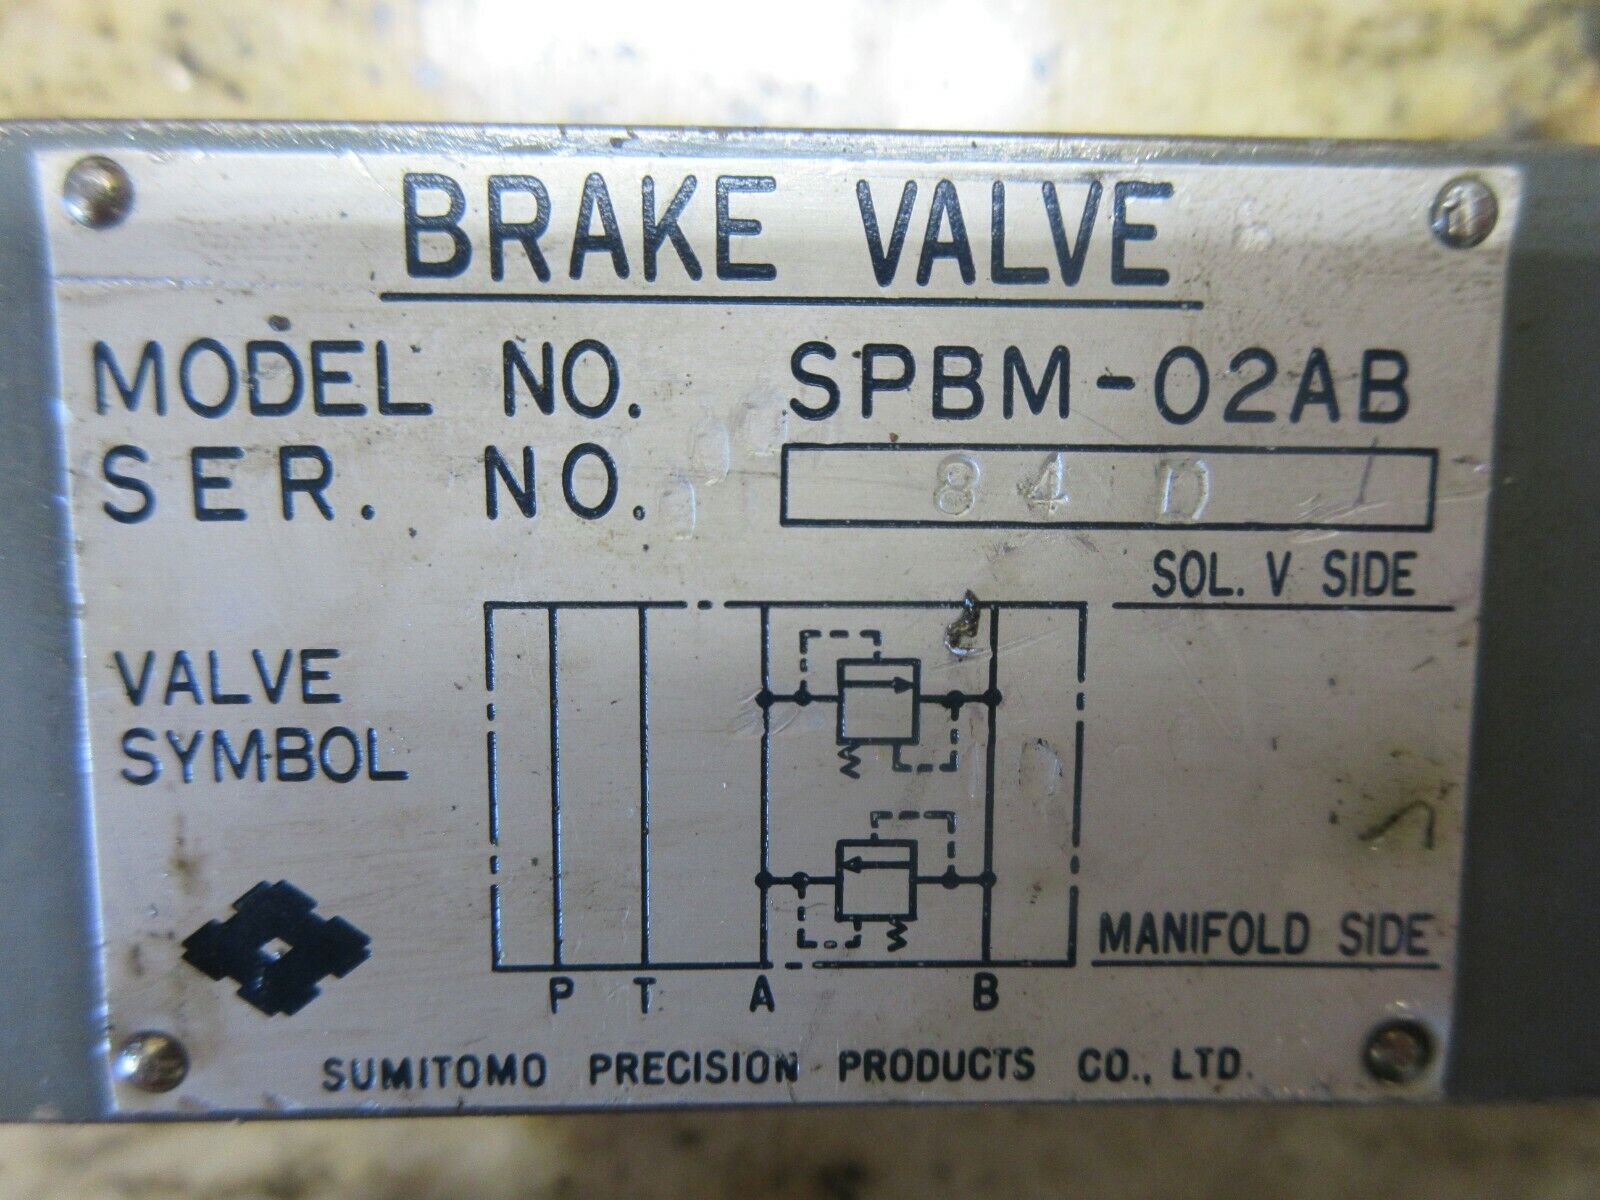 BRAKE VALVE
MODEL NO. SPBM-02AB
SER. NO. 84 D
SOL. V SIDE
VALVE
SYMBOL
MANIFOLD SIDE
P T A B
SUMITOMO PRECISION PRODUCTS CO., LTD.